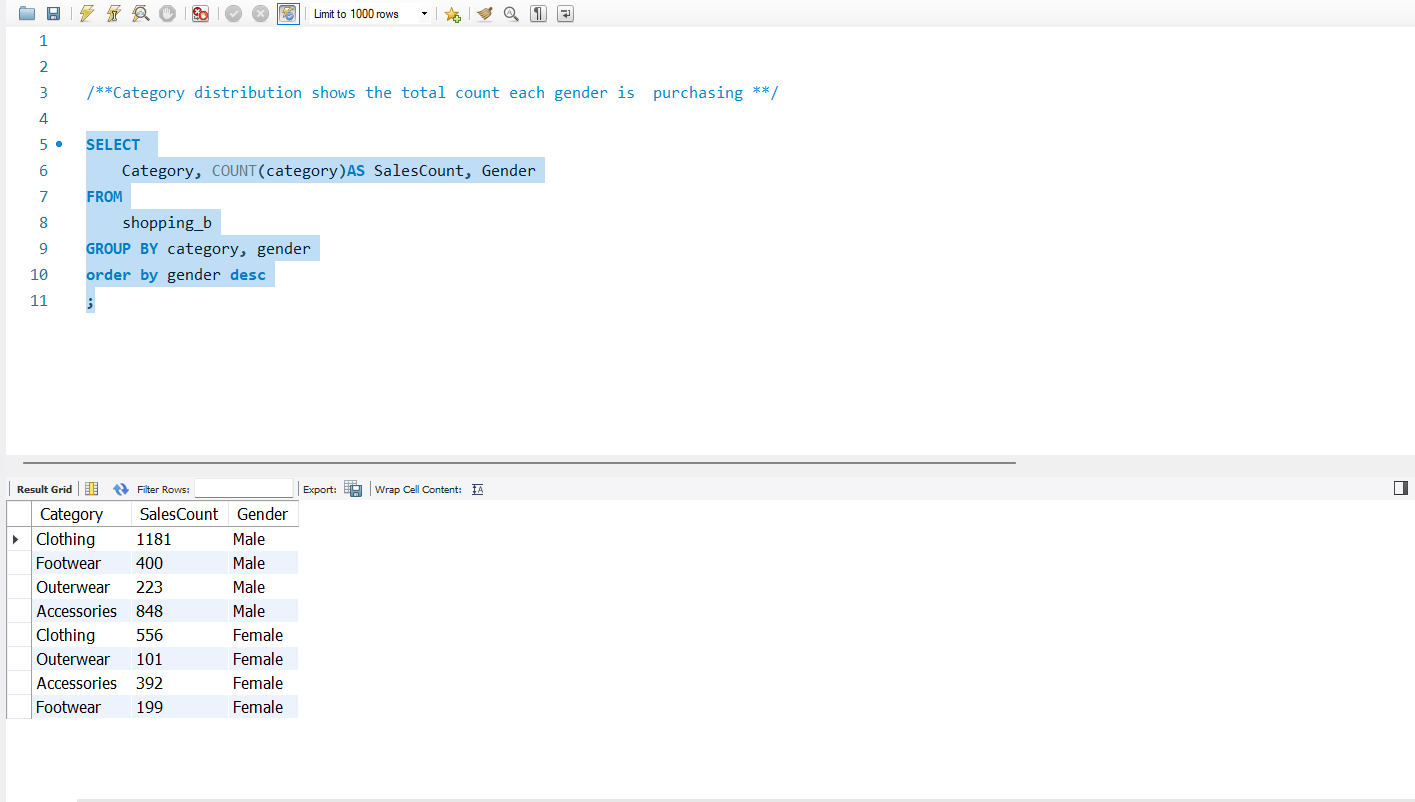 Limit to 1000 rows
1
2
3 /**Category distribution shows the total count each gender is  purchasing **/
4
5 SELECT
6 Category, COUNT(category)AS SalesCount, Gender
7 FROM
8 shopping_b
9 GROUP BY category, gender
10 order by gender desc
11 ;
Result Grid Filter Rows: Export: Wrap Cell Content: IA
Category SalesCount Gender
Clothing 1181 Male
Footwear 400 Male
Outerwear 223 Male
Accessories 848 Male
Clothing 556 Female
Outerwear 101 Female
Accessories 392 Female
Footwear 199 Female